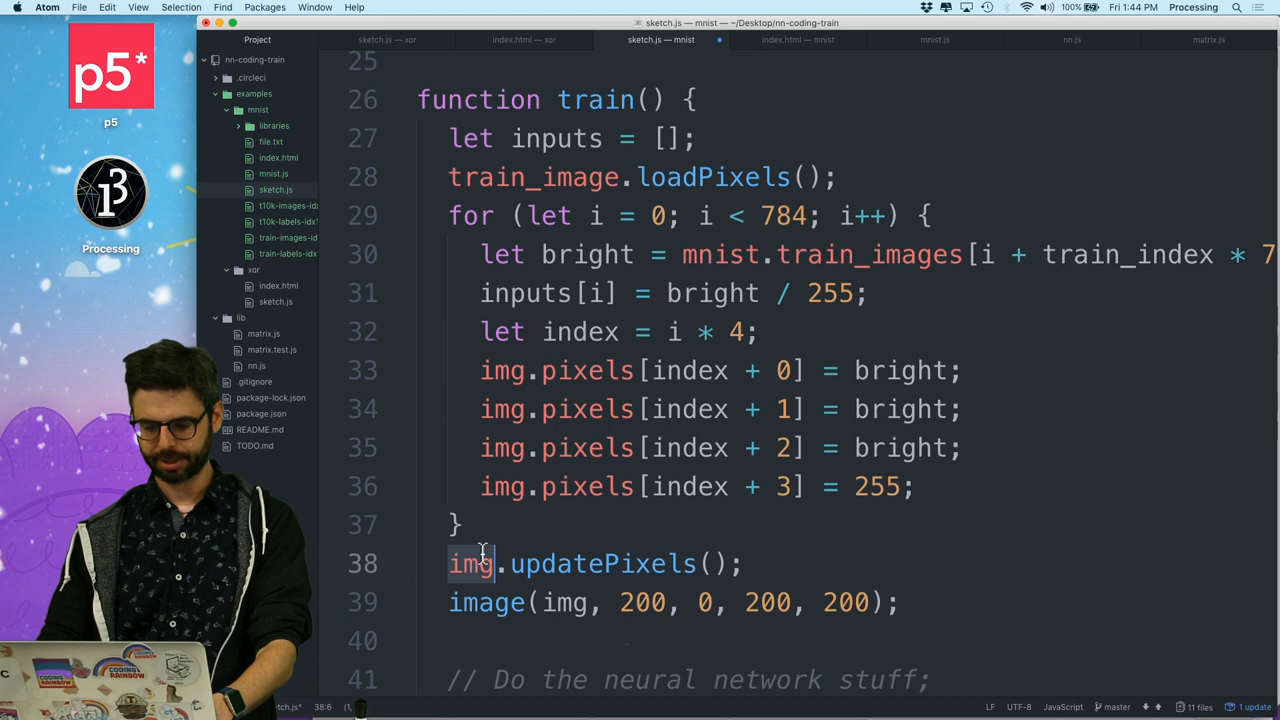 Atom File Edit View Selection Find Packages Window Help
100% Fri 1:44 PM Processing
sketch.js — mnist — ~/Desktop/nn-coding-train
Project
sketch.js — xor
index.html — xor
sketch.js — mnist
index.html — mnist
mnist.js
nn.js
matrix.js
p5*
p5
Processing
nn-coding-train
.circleci
examples
mnist
libraries
file.txt
index.html
mnist.js
sketch.js
t10k-images-idx
t10k-labels-idx1
train-images-id
train-labels-idx
xor
index.html
sketch.js
lib
matrix.js
matrix.test.js
nn.js
.gitignore
package-lock.json
package.json
README.md
TODO.md
25
26 function train() {
27 let inputs = [];
28 train_image.loadPixels();
29 for (let i = 0; i < 784; i++) {
30 let bright = mnist.train_images[i + train_index * 7
31 inputs[i] = bright / 255;
32 let index = i * 4;
33 img.pixels[index + 0] = bright;
34 img.pixels[index + 1] = bright;
35 img.pixels[index + 2] = bright;
36 img.pixels[index + 3] = 255;
37 }
38 img.updatePixels();
39 image(img, 200, 0, 200, 200);
40
41 // Do the neural network stuff;
tch.js* 38:6 (1,
LF UTF-8 JavaScript master 11 files 1 update
CODING RAINBOW
CODING RAINBOW